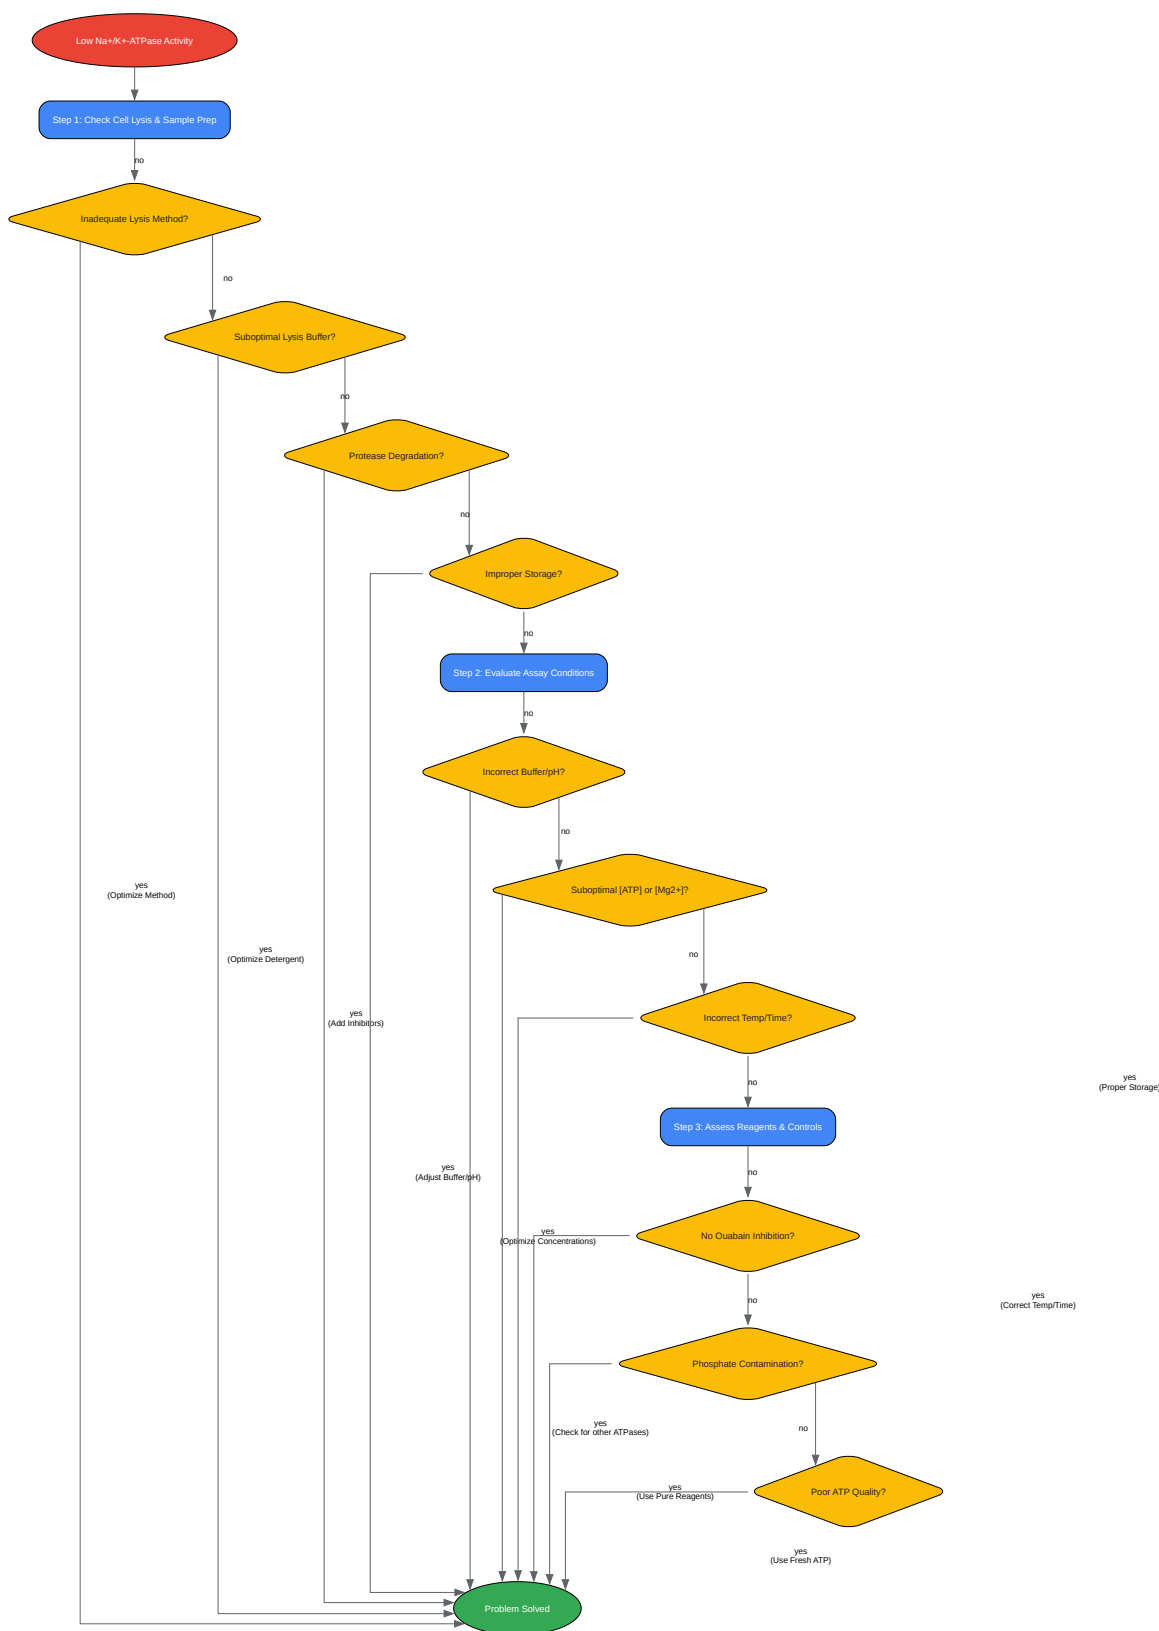 Low Na+/K+-ATPase Activity
Step 1: Check Cell Lysis & Sample Prep
no
Inadequate Lysis Method?
no
Suboptimal Lysis Buffer?
no
Protease Degradation?
no
Improper Storage?
no
Step 2: Evaluate Assay Conditions
no
Incorrect Buffer/pH?
no
yes
(Optimize Method)
Suboptimal [ATP] or [Mg2+]?
yes
(Optimize Detergent)
no
yes
(Add Inhibitors)
Incorrect Temp/Time?
no
yes
(Proper Storage)
Step 3: Assess Reagents & Controls
yes
(Adjust Buffer/pH)
no
yes
(Optimize Concentrations)
No Ouabain Inhibition?
no
yes
(Correct Temp/Time)
Phosphate Contamination?
yes
(Check for other ATPases)
no
yes
(Use Pure Reagents)
Poor ATP Quality?
yes
(Use Fresh ATP)
Problem Solved